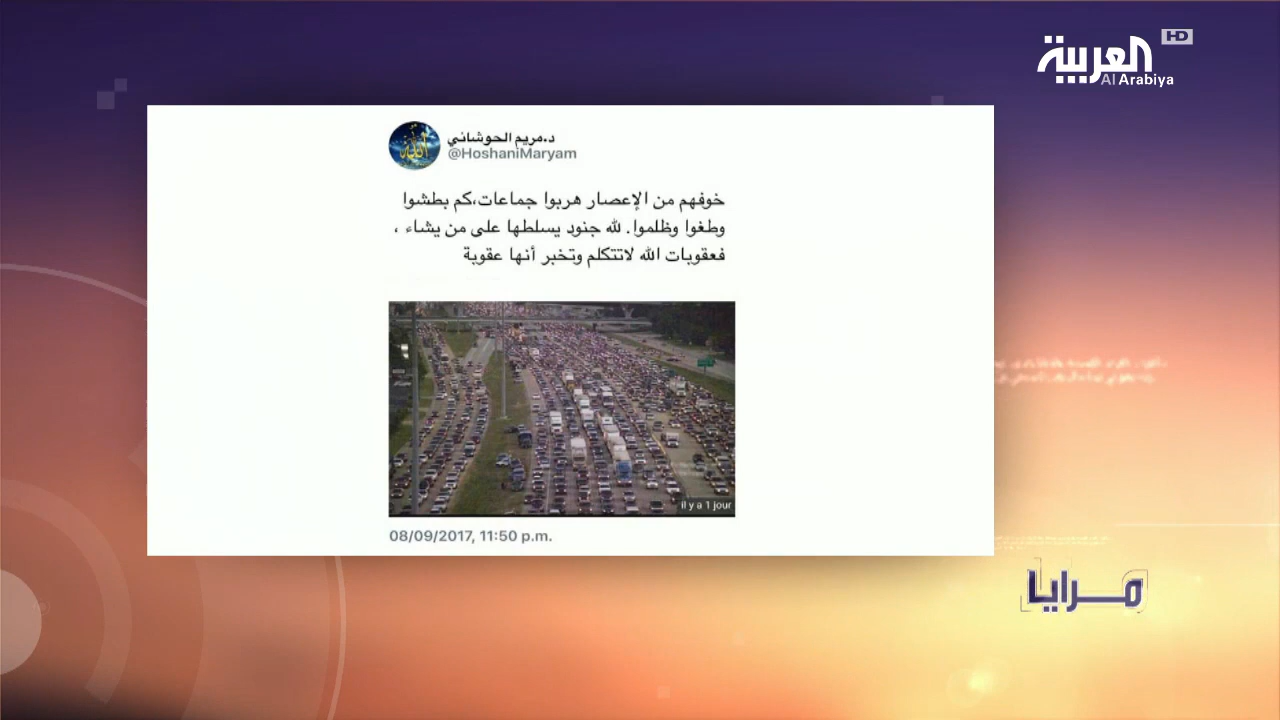 HD
العربية
Al Arabiya
د.مريم الحوشاني
@HoshaniMaryam
خوفهم من الإعصار هربوا جماعات،كم بطشوا
وطغوا وظلموا. لله جنود يسلطها على من يشاء ،
فعقوبات الله لاتتكلم وتخبر أنها عقوبة
il y a 1 jour
08/09/2017, 11:50 p.m.
مرايا